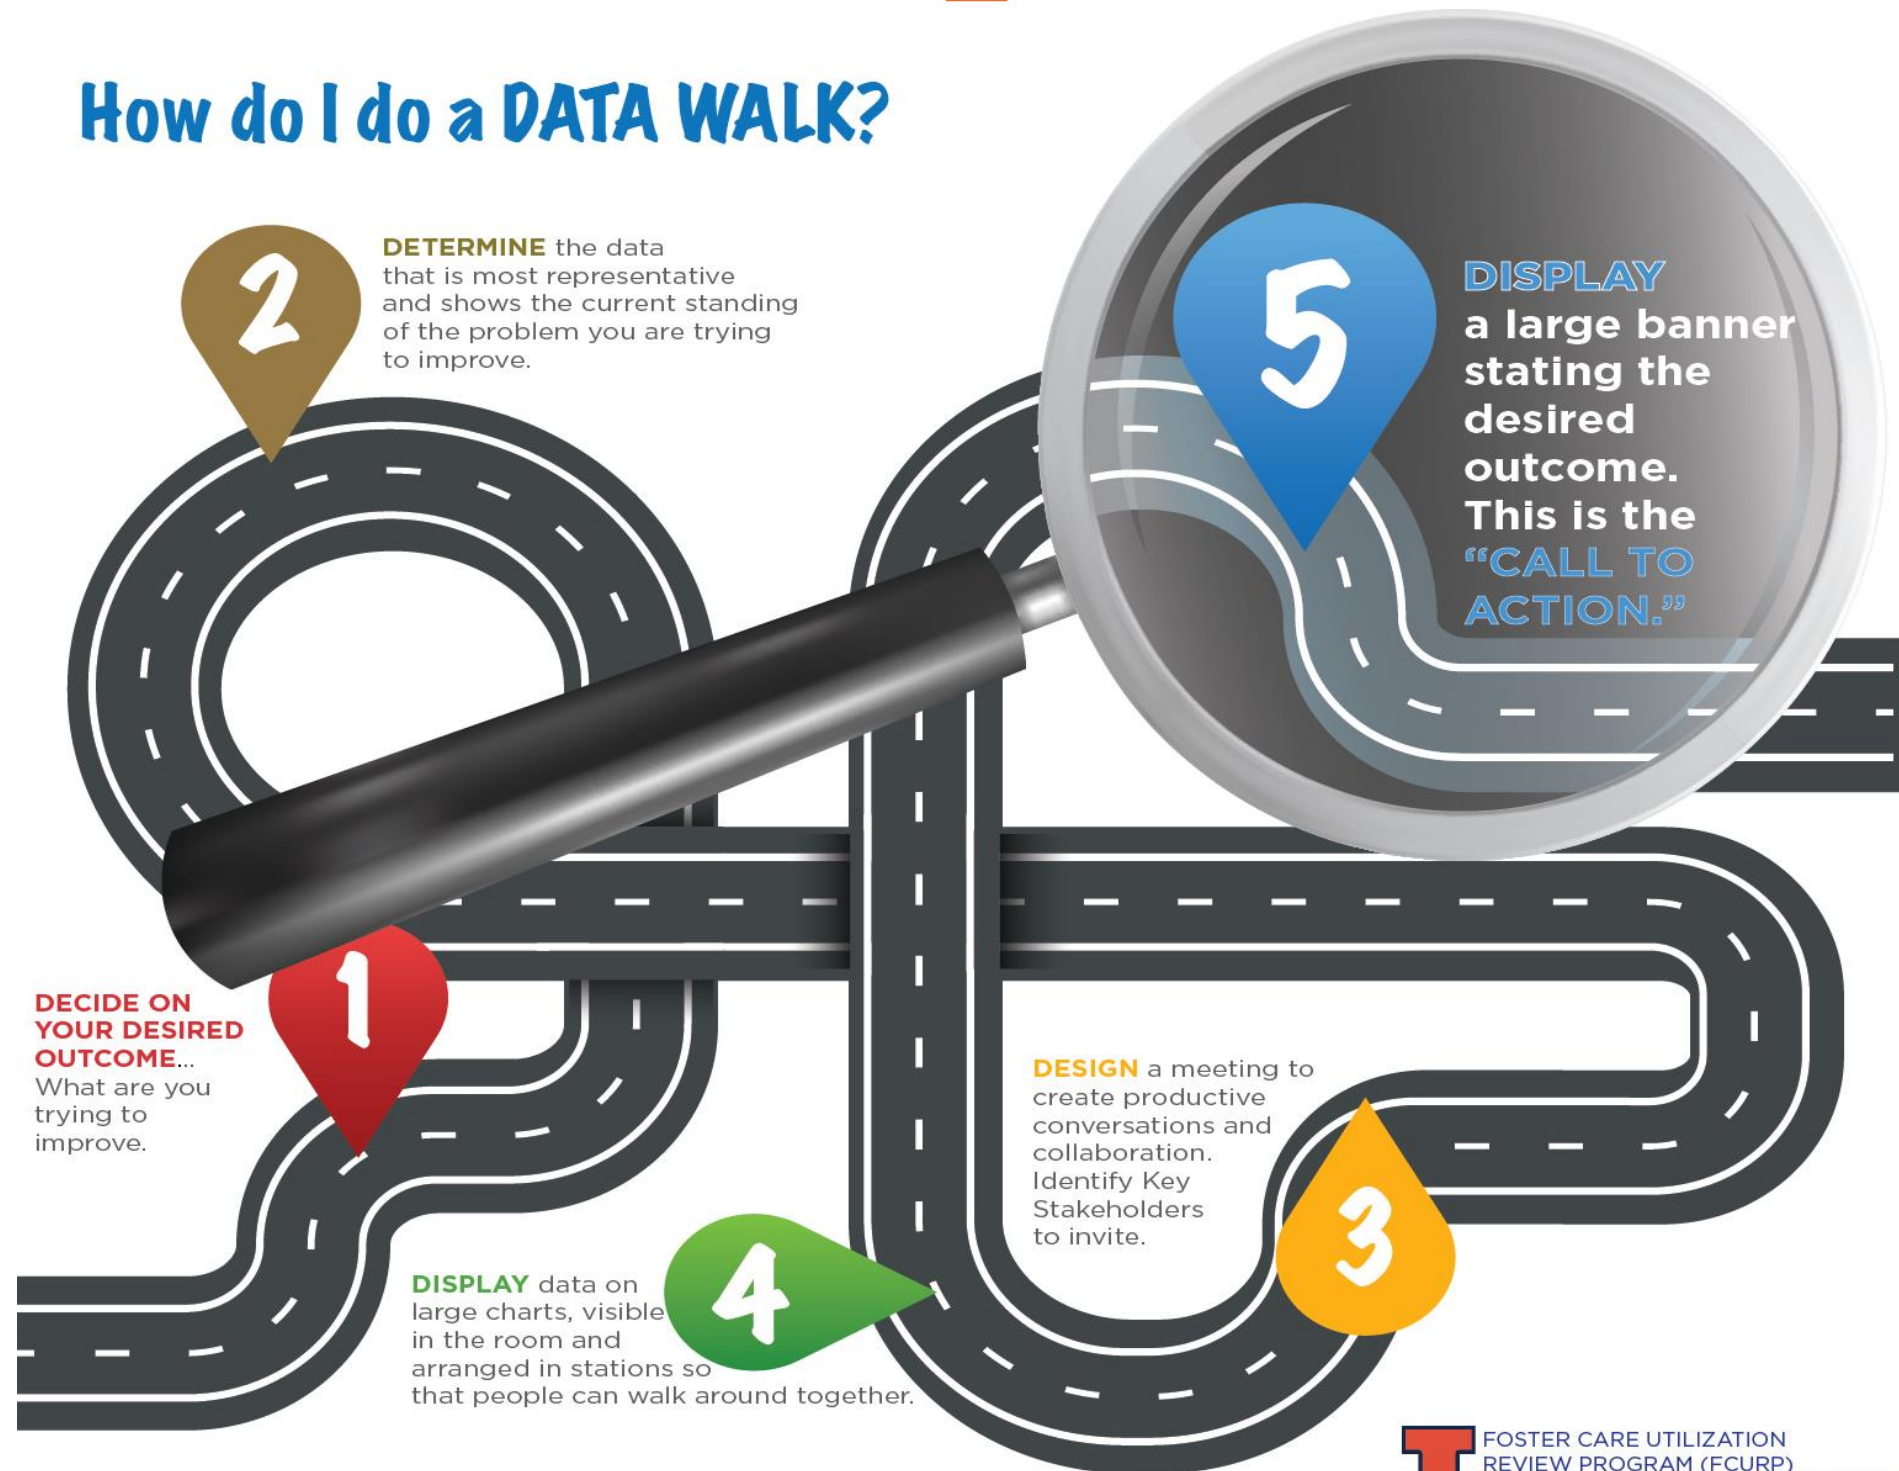 How do I do a DATA WALK?
1
DECIDE ON
YOUR DESIRED
OUTCOME...
What are you
trying to
improve.
2
DETERMINE the data
that is most representative
and shows the current standing
of the problem you are trying
to improve.
3
DESIGN a meeting to
create productive
conversations and
collaboration.
Identify Key
Stakeholders
to invite.
4
DISPLAY data on
large charts, visible
in the room and
arranged in stations so
that people can walk around together.
5
DISPLAY
a large banner
stating the
desired
outcome.
This is the
“CALL TO
ACTION.”
FOSTER CARE UTILIZATION
REVIEW PROGRAM (FCURP)